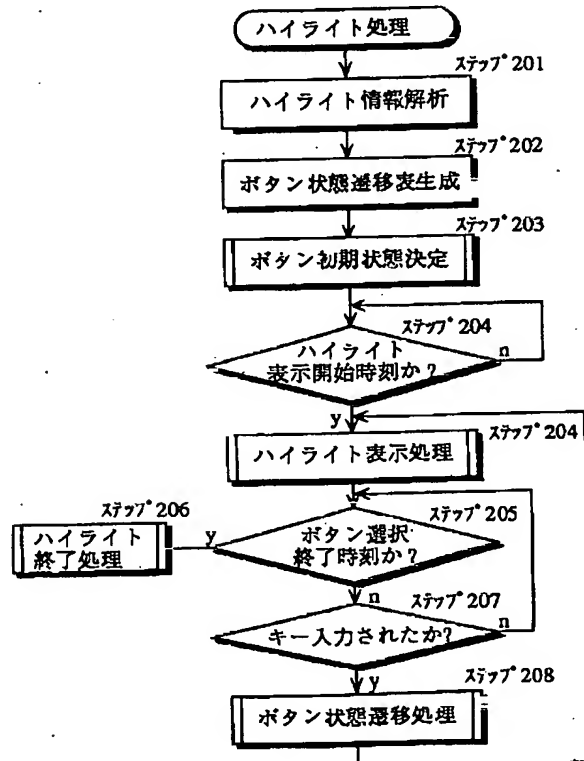 ハイライト処理
ステップ201
ハイライト情報解析
ステップ202
ボタン状態遷移表生成
ステップ203
ボタン初期状態決定
ステップ204
ハイライト
表示開始時刻か?
n
y
ステップ204
ハイライト表示処理
ステップ206
ハイライト
終了処理
y
ステップ205
ボタン選択
終了時刻か?
n
ステップ207
キー入力されたか?
n
y
ステップ208
ボタン状態遷移処理